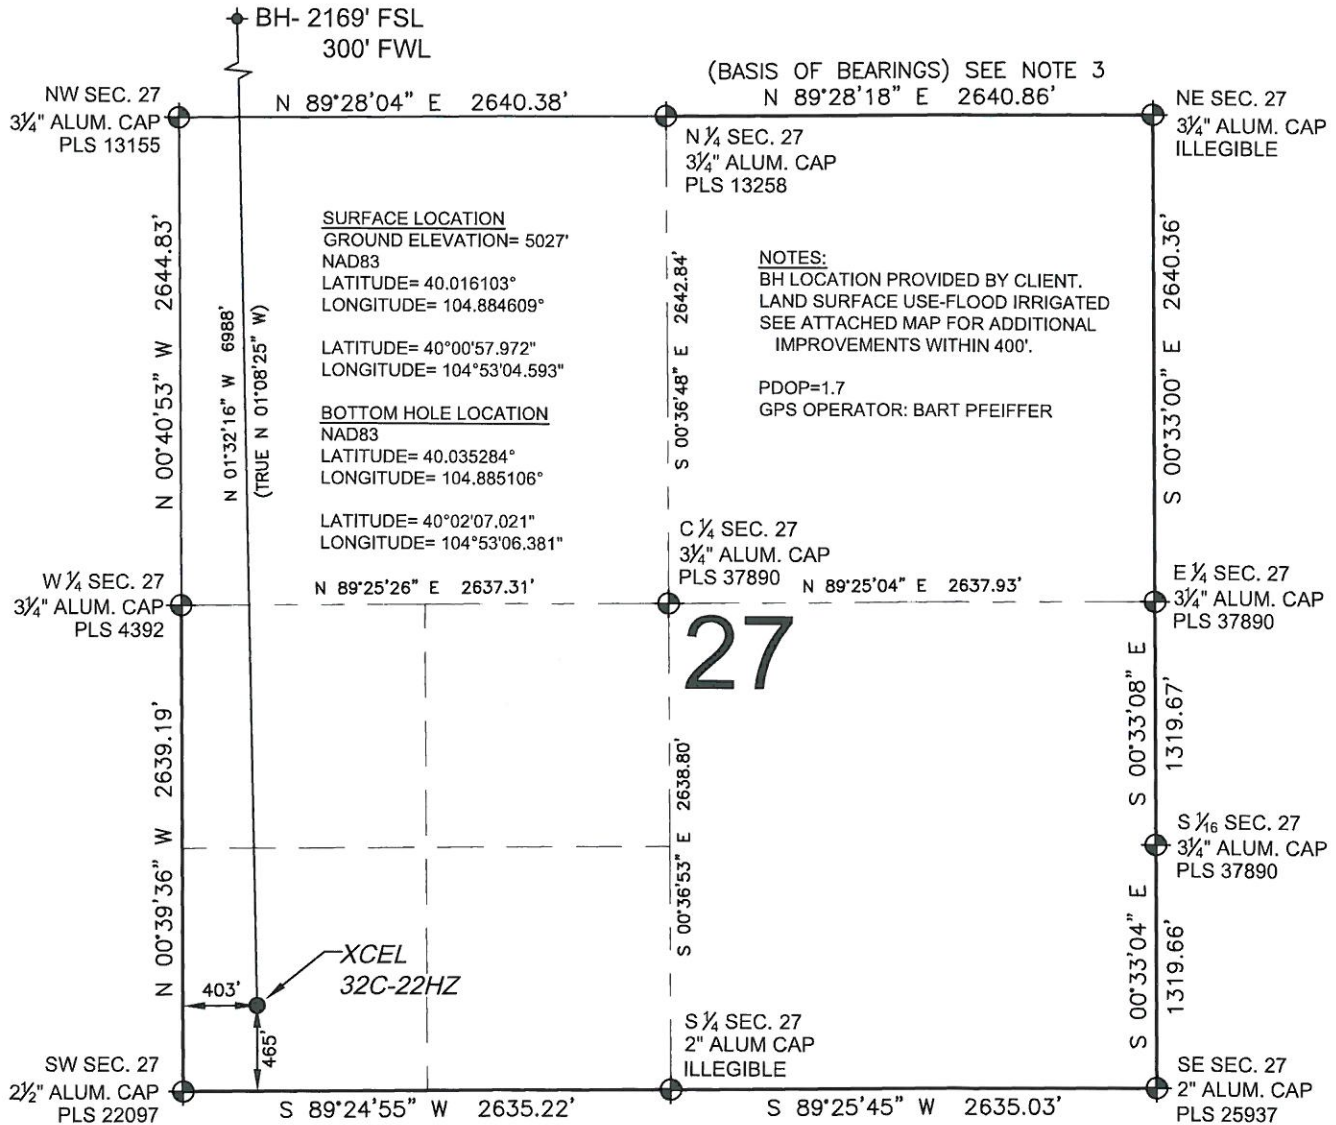 BH- 2169' FSL
300' FWL
(BASIS OF BEARINGS) SEE NOTE 3
NW SEC. 27
3¼" ALUM. CAP
PLS 13155
N 89°28'04" E 2640.38'
N 89°28'18" E 2640.86'
NE SEC. 27
3¼" ALUM. CAP
ILLEGIBLE
N ¼ SEC. 27
3¼" ALUM. CAP
PLS 13258
N 00°40'53" W 2644.83'
N 01°32'16" W 6988'
(TRUE N 01°08'25" W)
SURFACE LOCATION
GROUND ELEVATION= 5027'
NAD83
LATITUDE= 40.016103°
LONGITUDE= 104.884609°
LATITUDE= 40°00'57.972"
LONGITUDE= 104°53'04.593"
BOTTOM HOLE LOCATION
NAD83
LATITUDE= 40.035284°
LONGITUDE= 104.885106°
LATITUDE= 40°02'07.021"
LONGITUDE= 104°53'06.381"
S 00°36'48" E 2642.84'
NOTES:
BH LOCATION PROVIDED BY CLIENT.
LAND SURFACE USE-FLOOD IRRIGATED
SEE ATTACHED MAP FOR ADDITIONAL
IMPROVEMENTS WITHIN 400'.
PDOP=1.7
GPS OPERATOR: BART PFEIFFER
S 00°33'00" E 2640.36'
W ¼ SEC. 27
3¼" ALUM. CAP
PLS 4392
N 89°25'26" E 2637.31'
C ¼ SEC. 27
3¼" ALUM. CAP
PLS 37890
N 89°25'04" E 2637.93'
E ¼ SEC. 27
3¼" ALUM. CAP
PLS 37890
27
N 00°39'36" W 2639.19'
S 00°36'53" E 2638.80'
S 00°33'08" E
1319.67'
S 1⁄16 SEC. 27
3¼" ALUM. CAP
PLS 37890
S 00°33'04" E
1319.66'
XCEL
32C-22HZ
403'
465'
SW SEC. 27
2½" ALUM. CAP
PLS 22097
S ¼ SEC. 27
2" ALUM CAP
ILLEGIBLE
SE SEC. 27
2" ALUM. CAP
PLS 25937
S 89°24'55" W 2635.22'
S 89°25'45" W 2635.03'